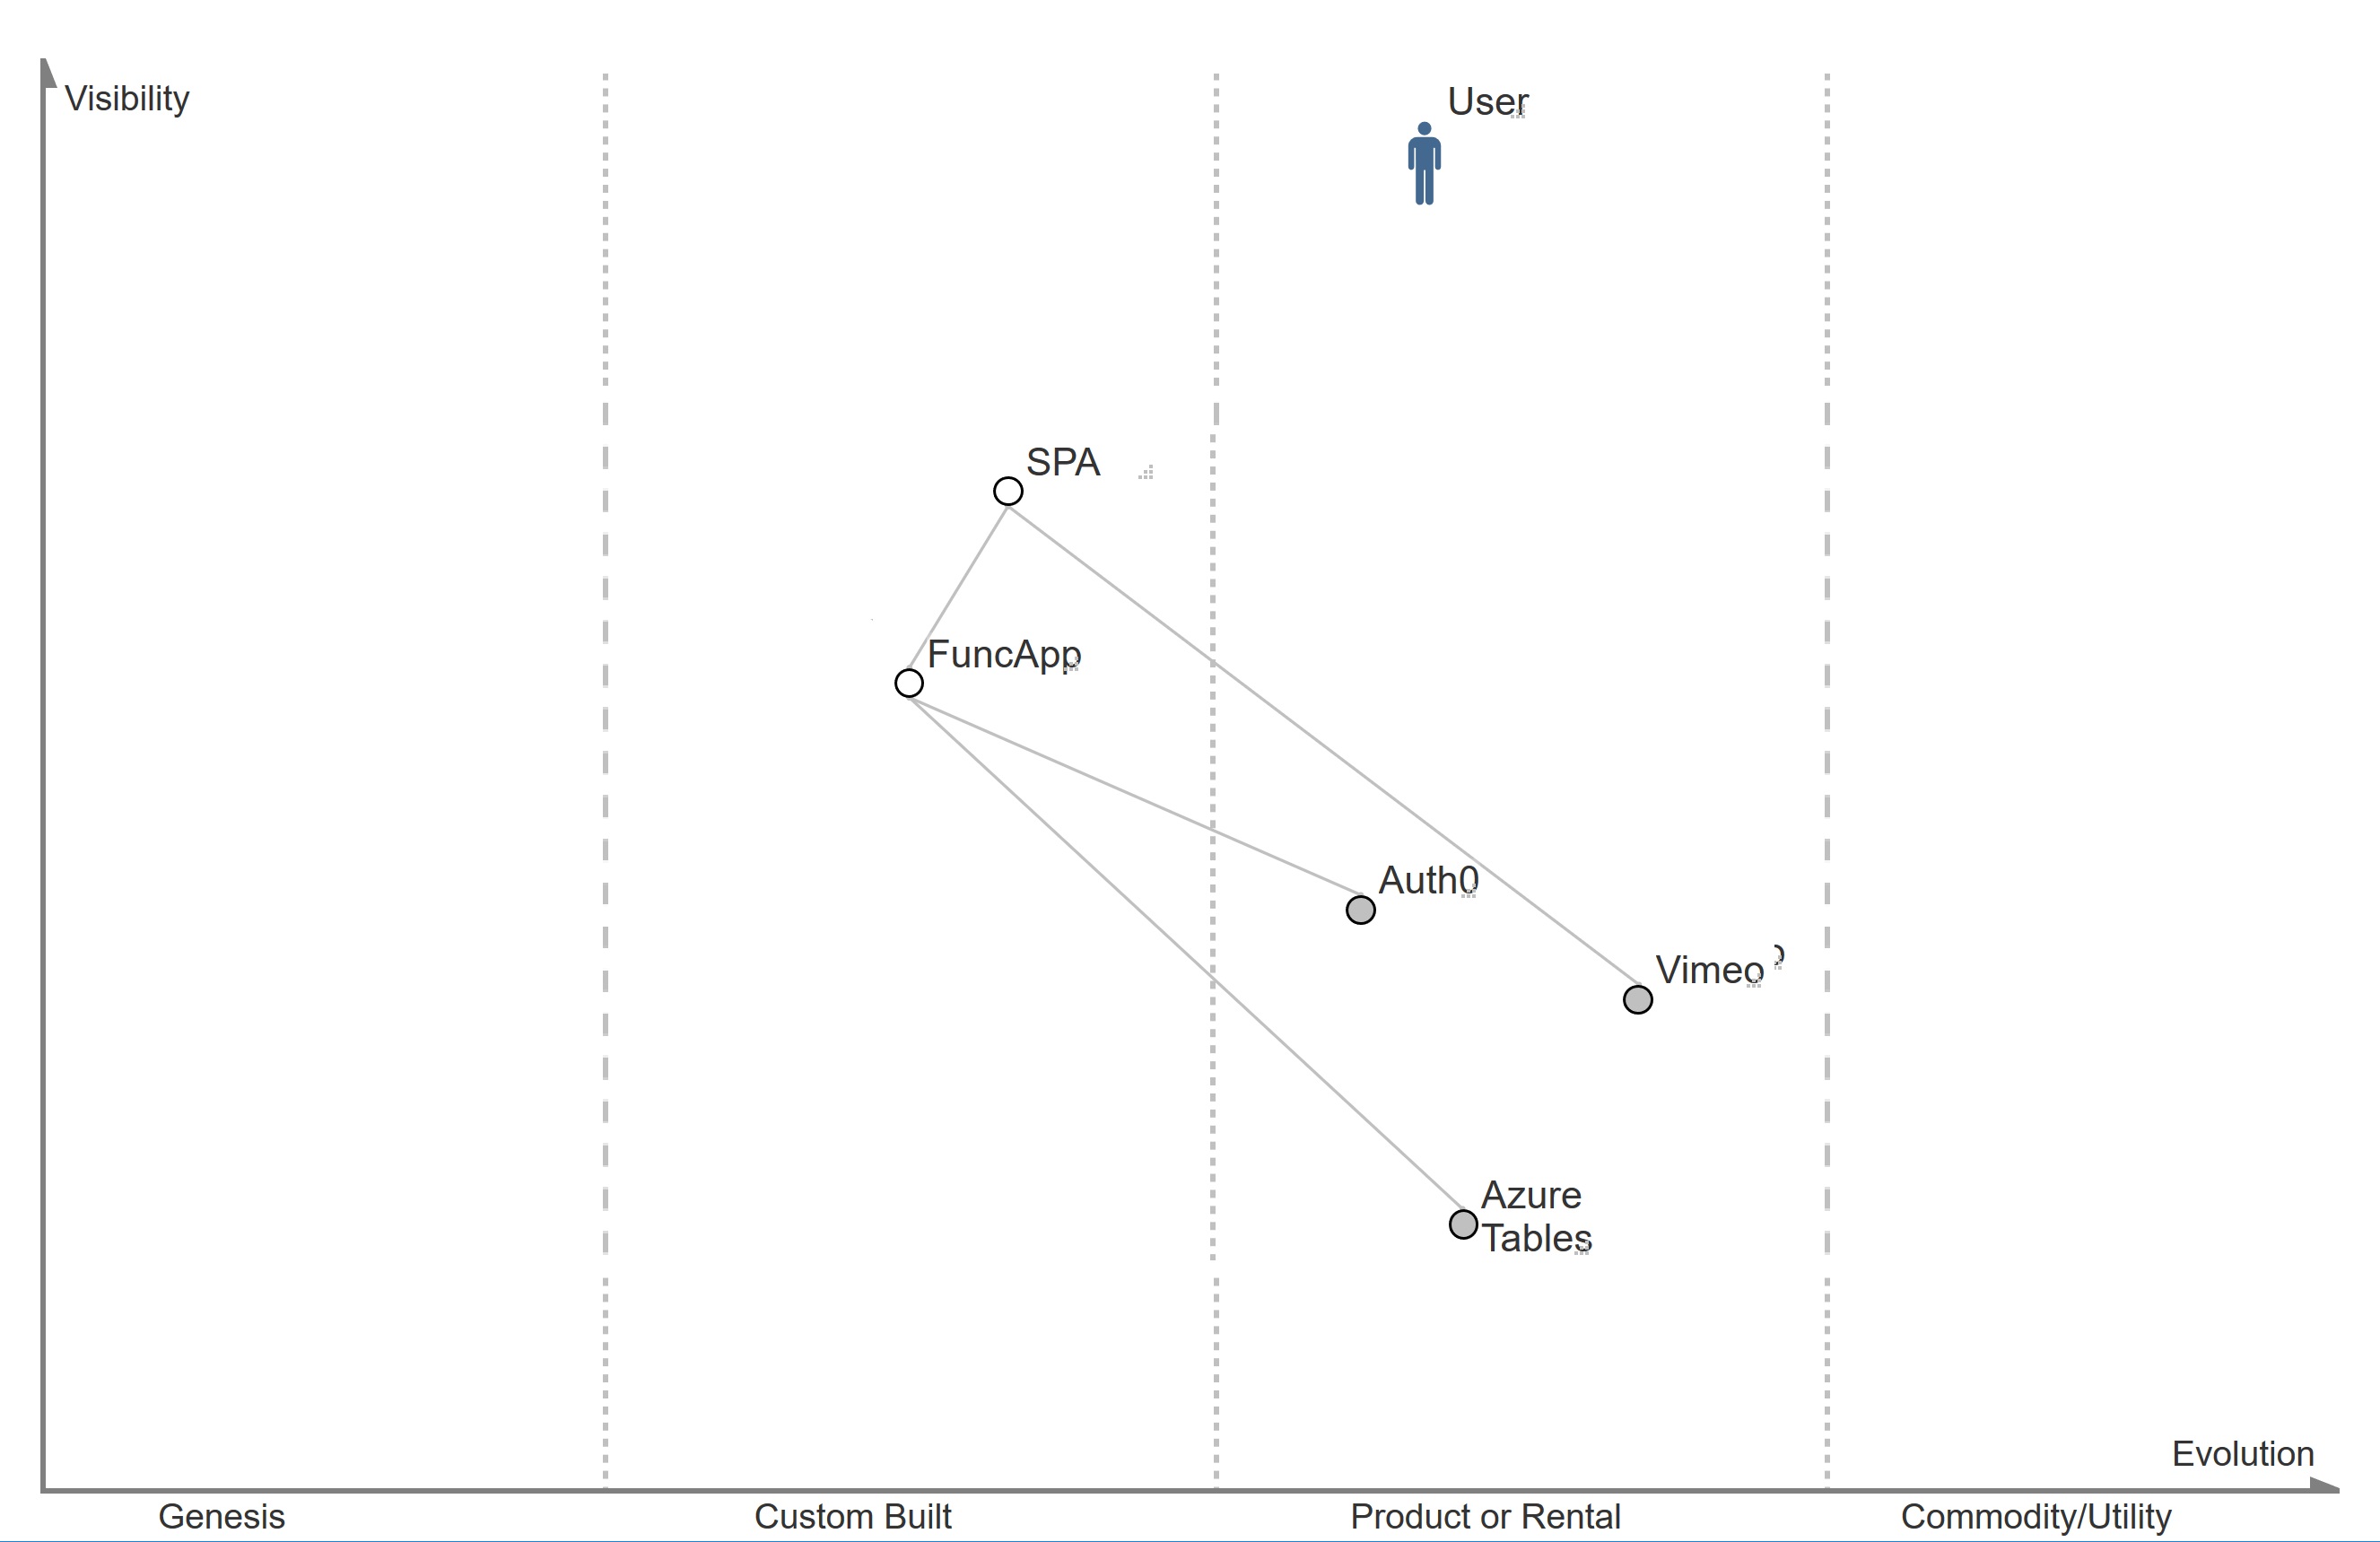 Visibility
User
SPA
FuncApp
Auth0
Vimeo
Azure
Tables
Evolution
Genesis
Custom Built
Product or Rental
Commodity/Utility